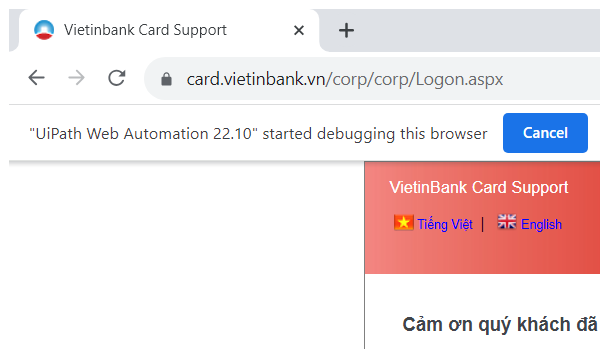 Vietinbank Card Support
card.vietinbank.vn/corp/corp/Logon.aspx
"UiPath Web Automation 22.10" started debugging this browser Cancel
VietinBank Card Support
Tiếng Việt | English
Cảm ơn quý khách đã